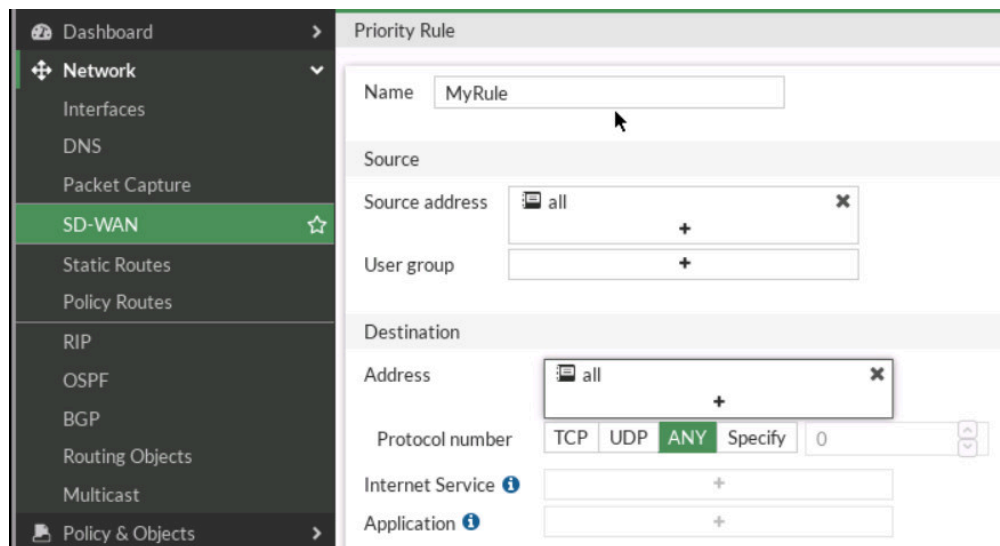 Dashboard
Network
Interfaces
DNS
Packet Capture
SD-WAN
Static Routes
Policy Routes
RIP
OSPF
BGP
Routing Objects
Multicast
Policy & Objects
Priority Rule
Name MyRule
Source
Source address all
+
User group +
Destination
Address all
+
Protocol number TCP UDP ANY Specify 0
Internet Service +
Application +